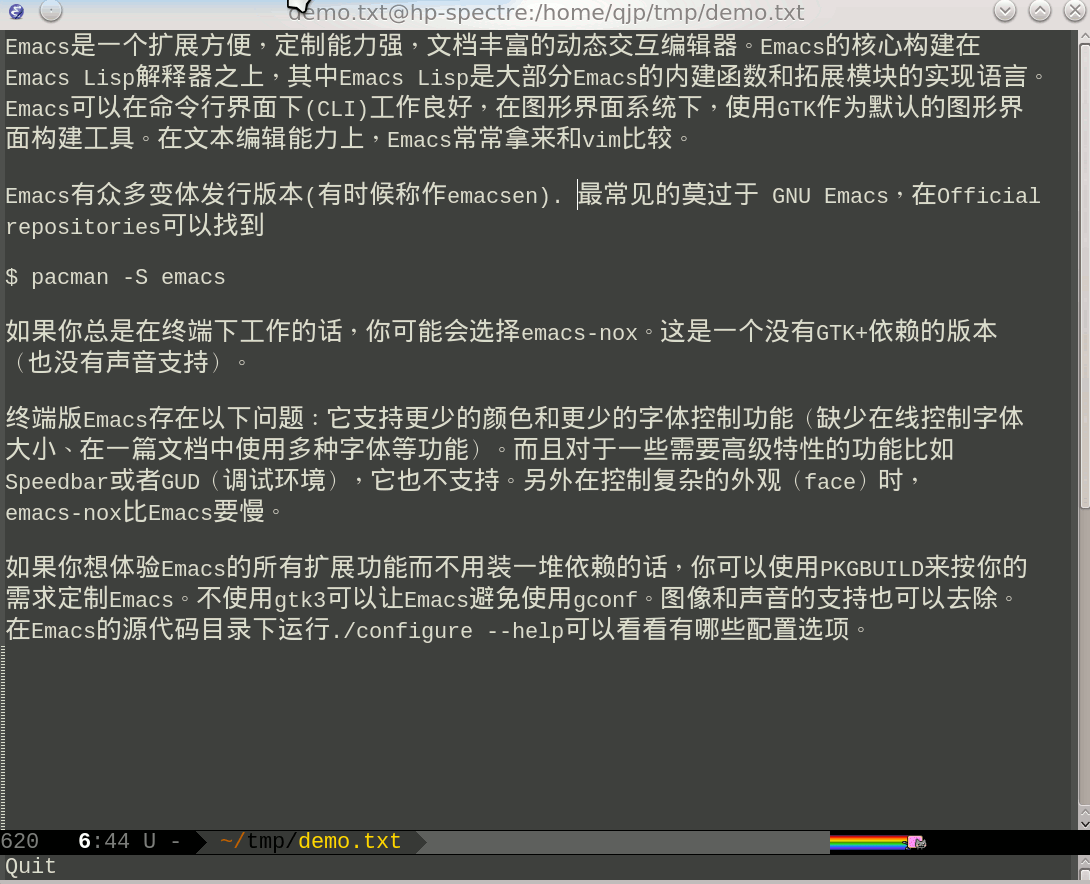 demo.txt@hp-spectre:/home/qjp/tmp/demo.txt
Emacs是一个扩展方便，定制能力强，文档丰富的动态交互编辑器。Emacs的核心构建在
Emacs Lisp解释器之上，其中Emacs Lisp是大部分Emacs的内建函数和拓展模块的实现语言。
Emacs可以在命令行界面下(CLI)工作良好，在图形界面系统下，使用GTK作为默认的图形界
面构建工具。在文本编辑能力上，Emacs常常拿来和vim比较。
Emacs有众多变体发行版本(有时候称作emacsen). 最常见的莫过于 GNU Emacs，在Official
repositories可以找到
$ pacman -S emacs
如果你总是在终端下工作的话，你可能会选择emacs-nox。这是一个没有GTK+依赖的版本
（也没有声音支持）。
终端版Emacs存在以下问题：它支持更少的颜色和更少的字体控制功能（缺少在线控制字体
大小、在一篇文档中使用多种字体等功能）。而且对于一些需要高级特性的功能比如
Speedbar或者GUD（调试环境），它也不支持。另外在控制复杂的外观（face）时，
emacs-nox比Emacs要慢。
如果你想体验Emacs的所有扩展功能而不用装一堆依赖的话，你可以使用PKGBUILD来按你的
需求定制Emacs。不使用gtk3可以让Emacs避免使用gconf。图像和声音的支持也可以去除。
在Emacs的源代码目录下运行./configure --help可以看看有哪些配置选项。
620 6:44 U - ~/tmp/demo.txt
Quit